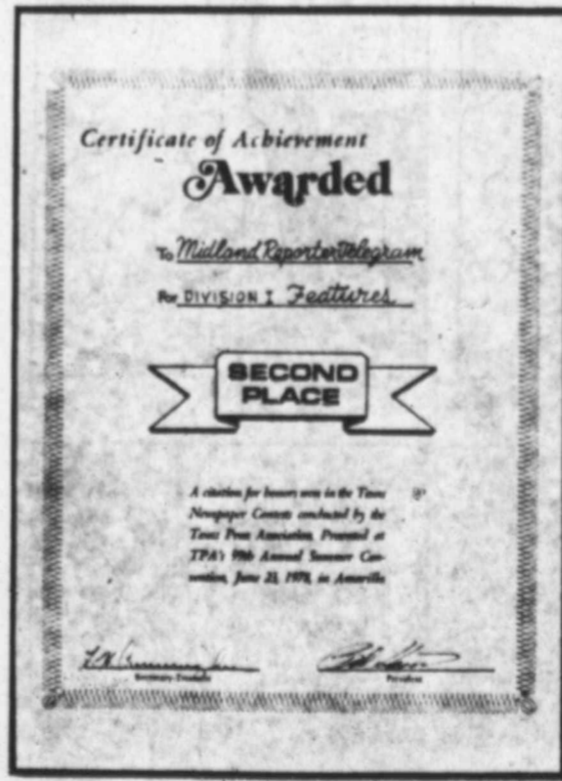 Certificate of Achievement
Awarded
To Midland Reporter Telegram
For DIVISION I Features
SECOND
PLACE
A citation for honors won in the Texas
Newspaper Contests conducted by the
Texas Press Association. Presented at
TPA's Annual Summer Con-
vention, June 23, 1978, in Amarillo
President